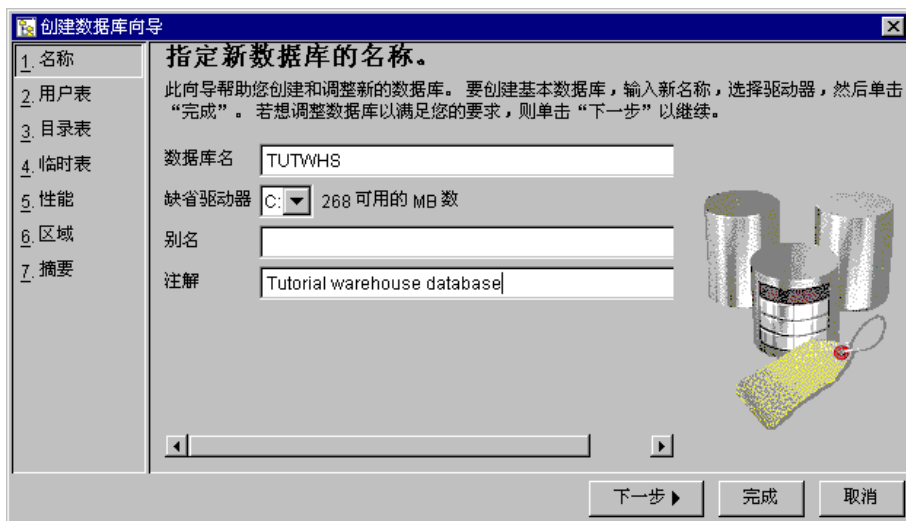 创建数据库向导
1. 名称
2. 用户表
3. 目录表
4. 临时表
5. 性能
6. 区域
7. 摘要
指定新数据库的名称。
此向导帮助您创建和调整新的数据库。 要创建基本数据库，输入新名称，选择驱动器，然后单击
“完成”。 若想调整数据库以满足您的要求，则单击“下一步”以继续。
数据库名 TUTWHS
缺省驱动器 C: 268 可用的 MB 数
别名
注解 Tutorial warehouse database
下一步 完成 取消